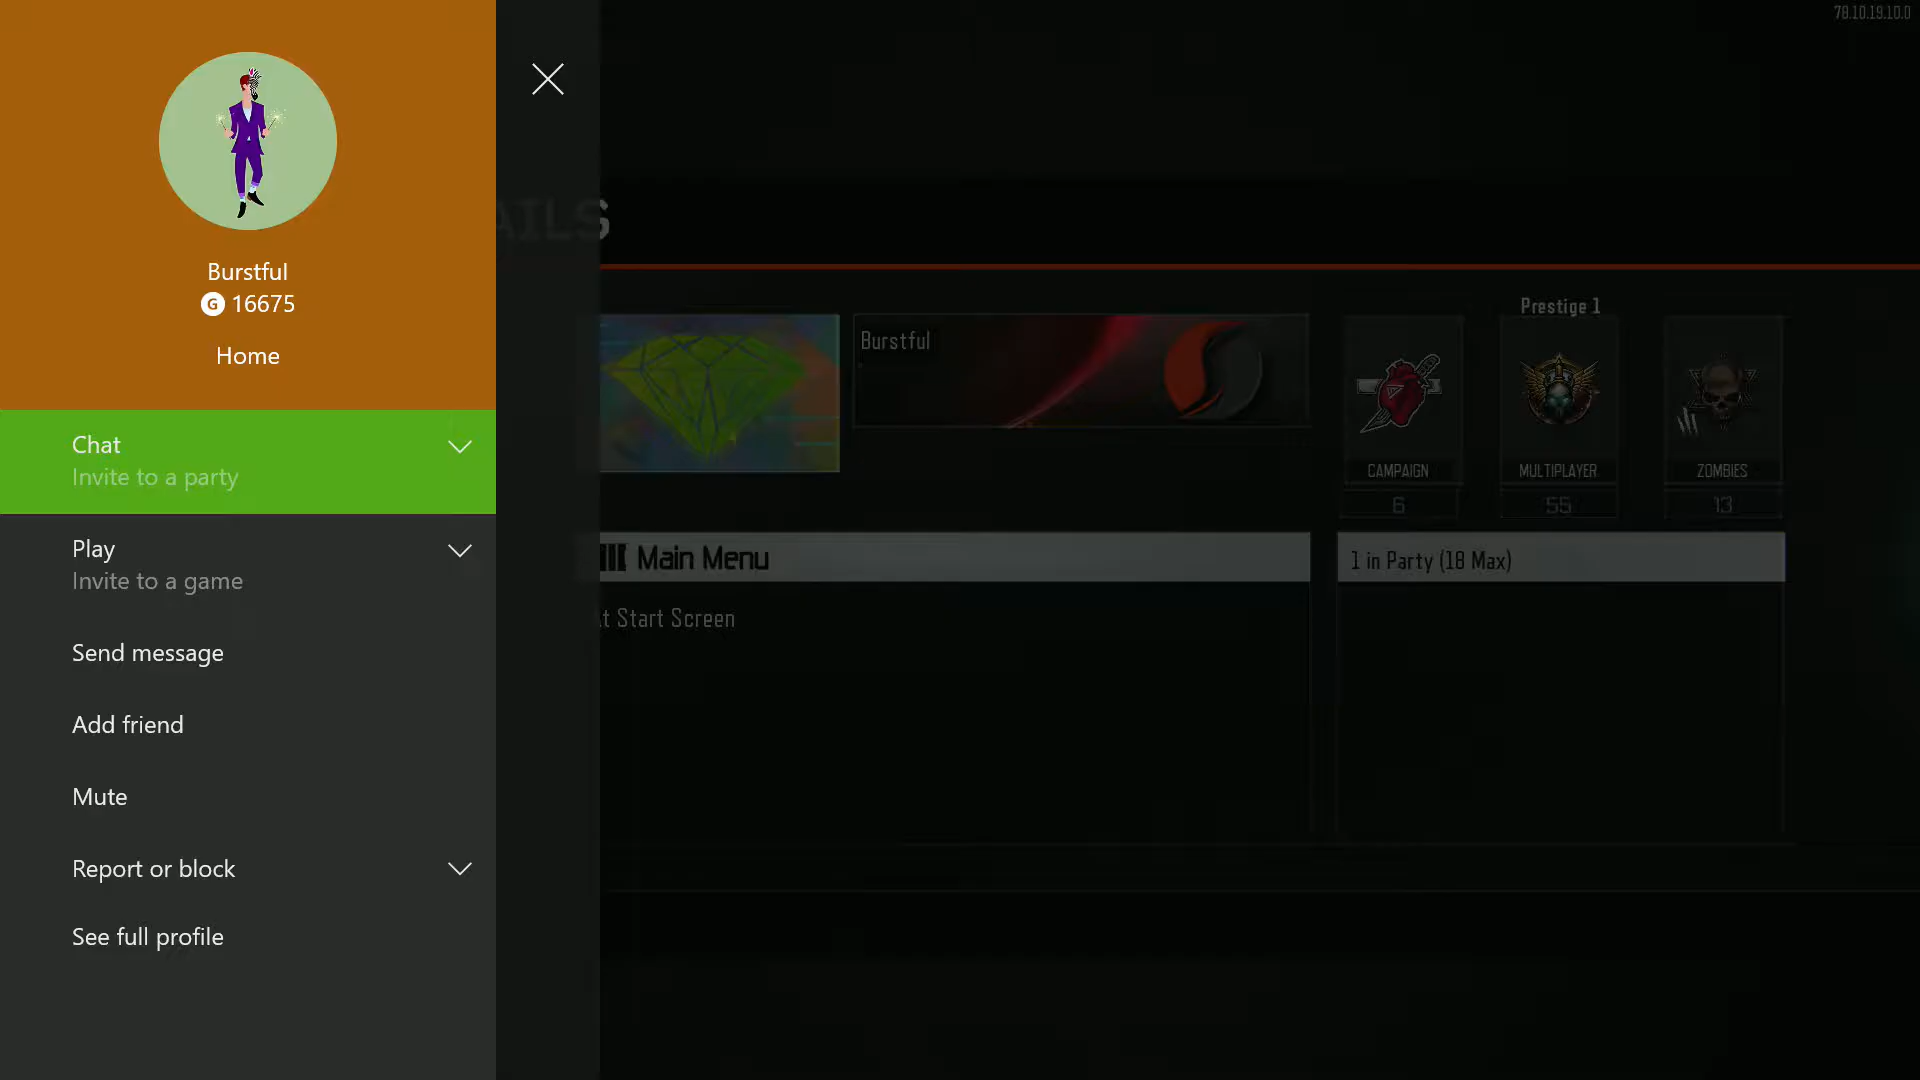 78.10.19.10.0
AILS
Burstful
G 16675
Home
Chat
Invite to a party
Play
Invite to a game
Send message
Add friend
Mute
Report or block
See full profile
Burstful
Prestige 1
CAMPAIGN
MULTIPLAYER
ZOMBIES
6
55
13
Main Menu
1 in Party (18 Max)
At Start Screen